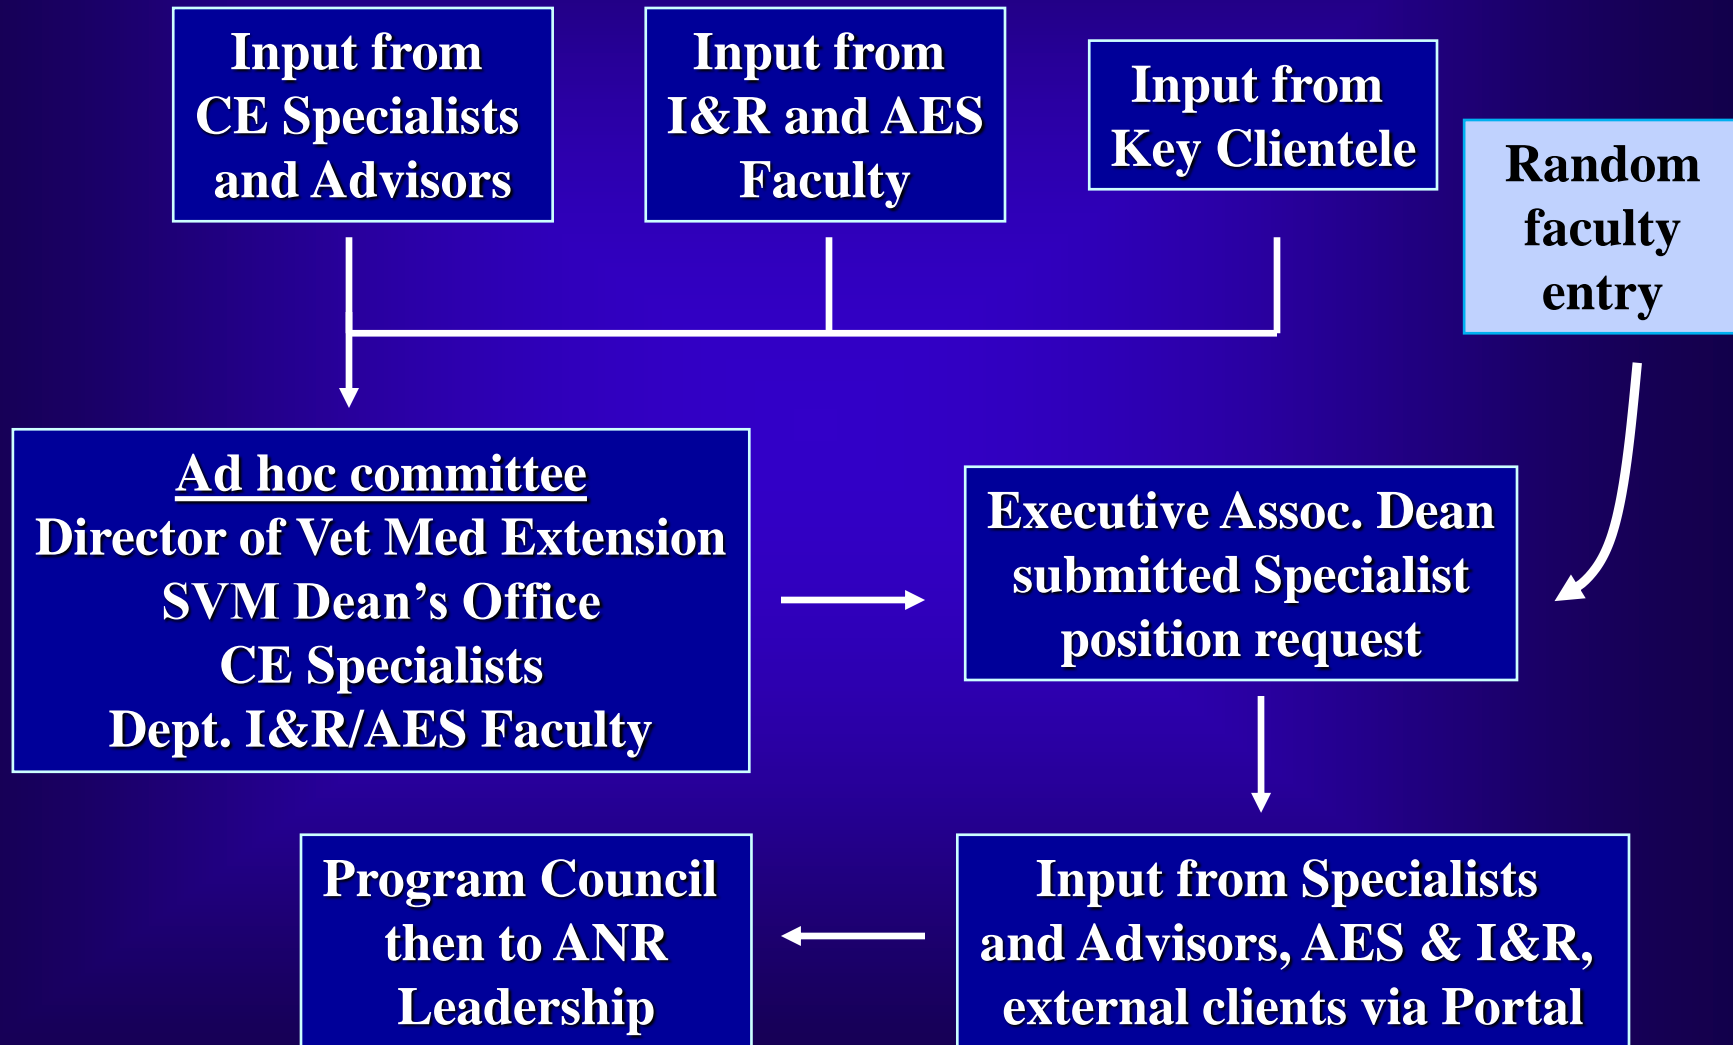 Input from
CE Specialists
and Advisors
Input from
I&R and AES
Faculty
Input from
Key Clientele
Random
faculty
entry
Ad hoc committee
Director of Vet Med Extension
SVM Dean’s Office
CE Specialists
Dept. I&R/AES Faculty
Executive Assoc. Dean
submitted Specialist
position request
Program Council
then to ANR
Leadership
Input from Specialists
and Advisors, AES & I&R,
external clients via Portal